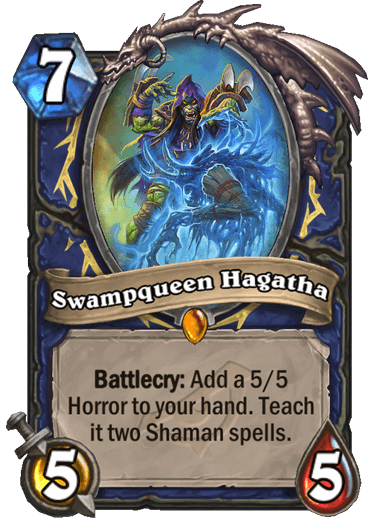 7
Swampqueen Hagatha
Battlecry: Add a 5/5
Horror to your hand. Teach
it two Shaman spells.
5
5